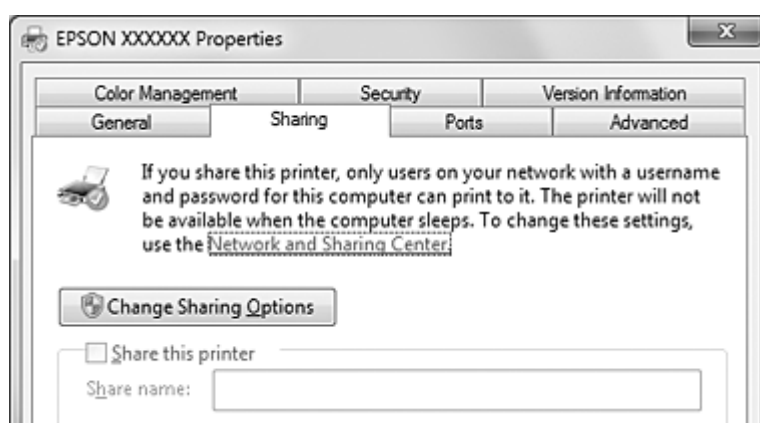 EPSON XXXXXX Properties
x
Color Management Security Version Information
General Sharing Ports Advanced
If you share this printer, only users on your network with a username
and password for this computer can print to it. The printer will not
be available when the computer sleeps. To change these settings,
use the Network and Sharing Center.
Change Sharing Options
Share this printer
Share name: